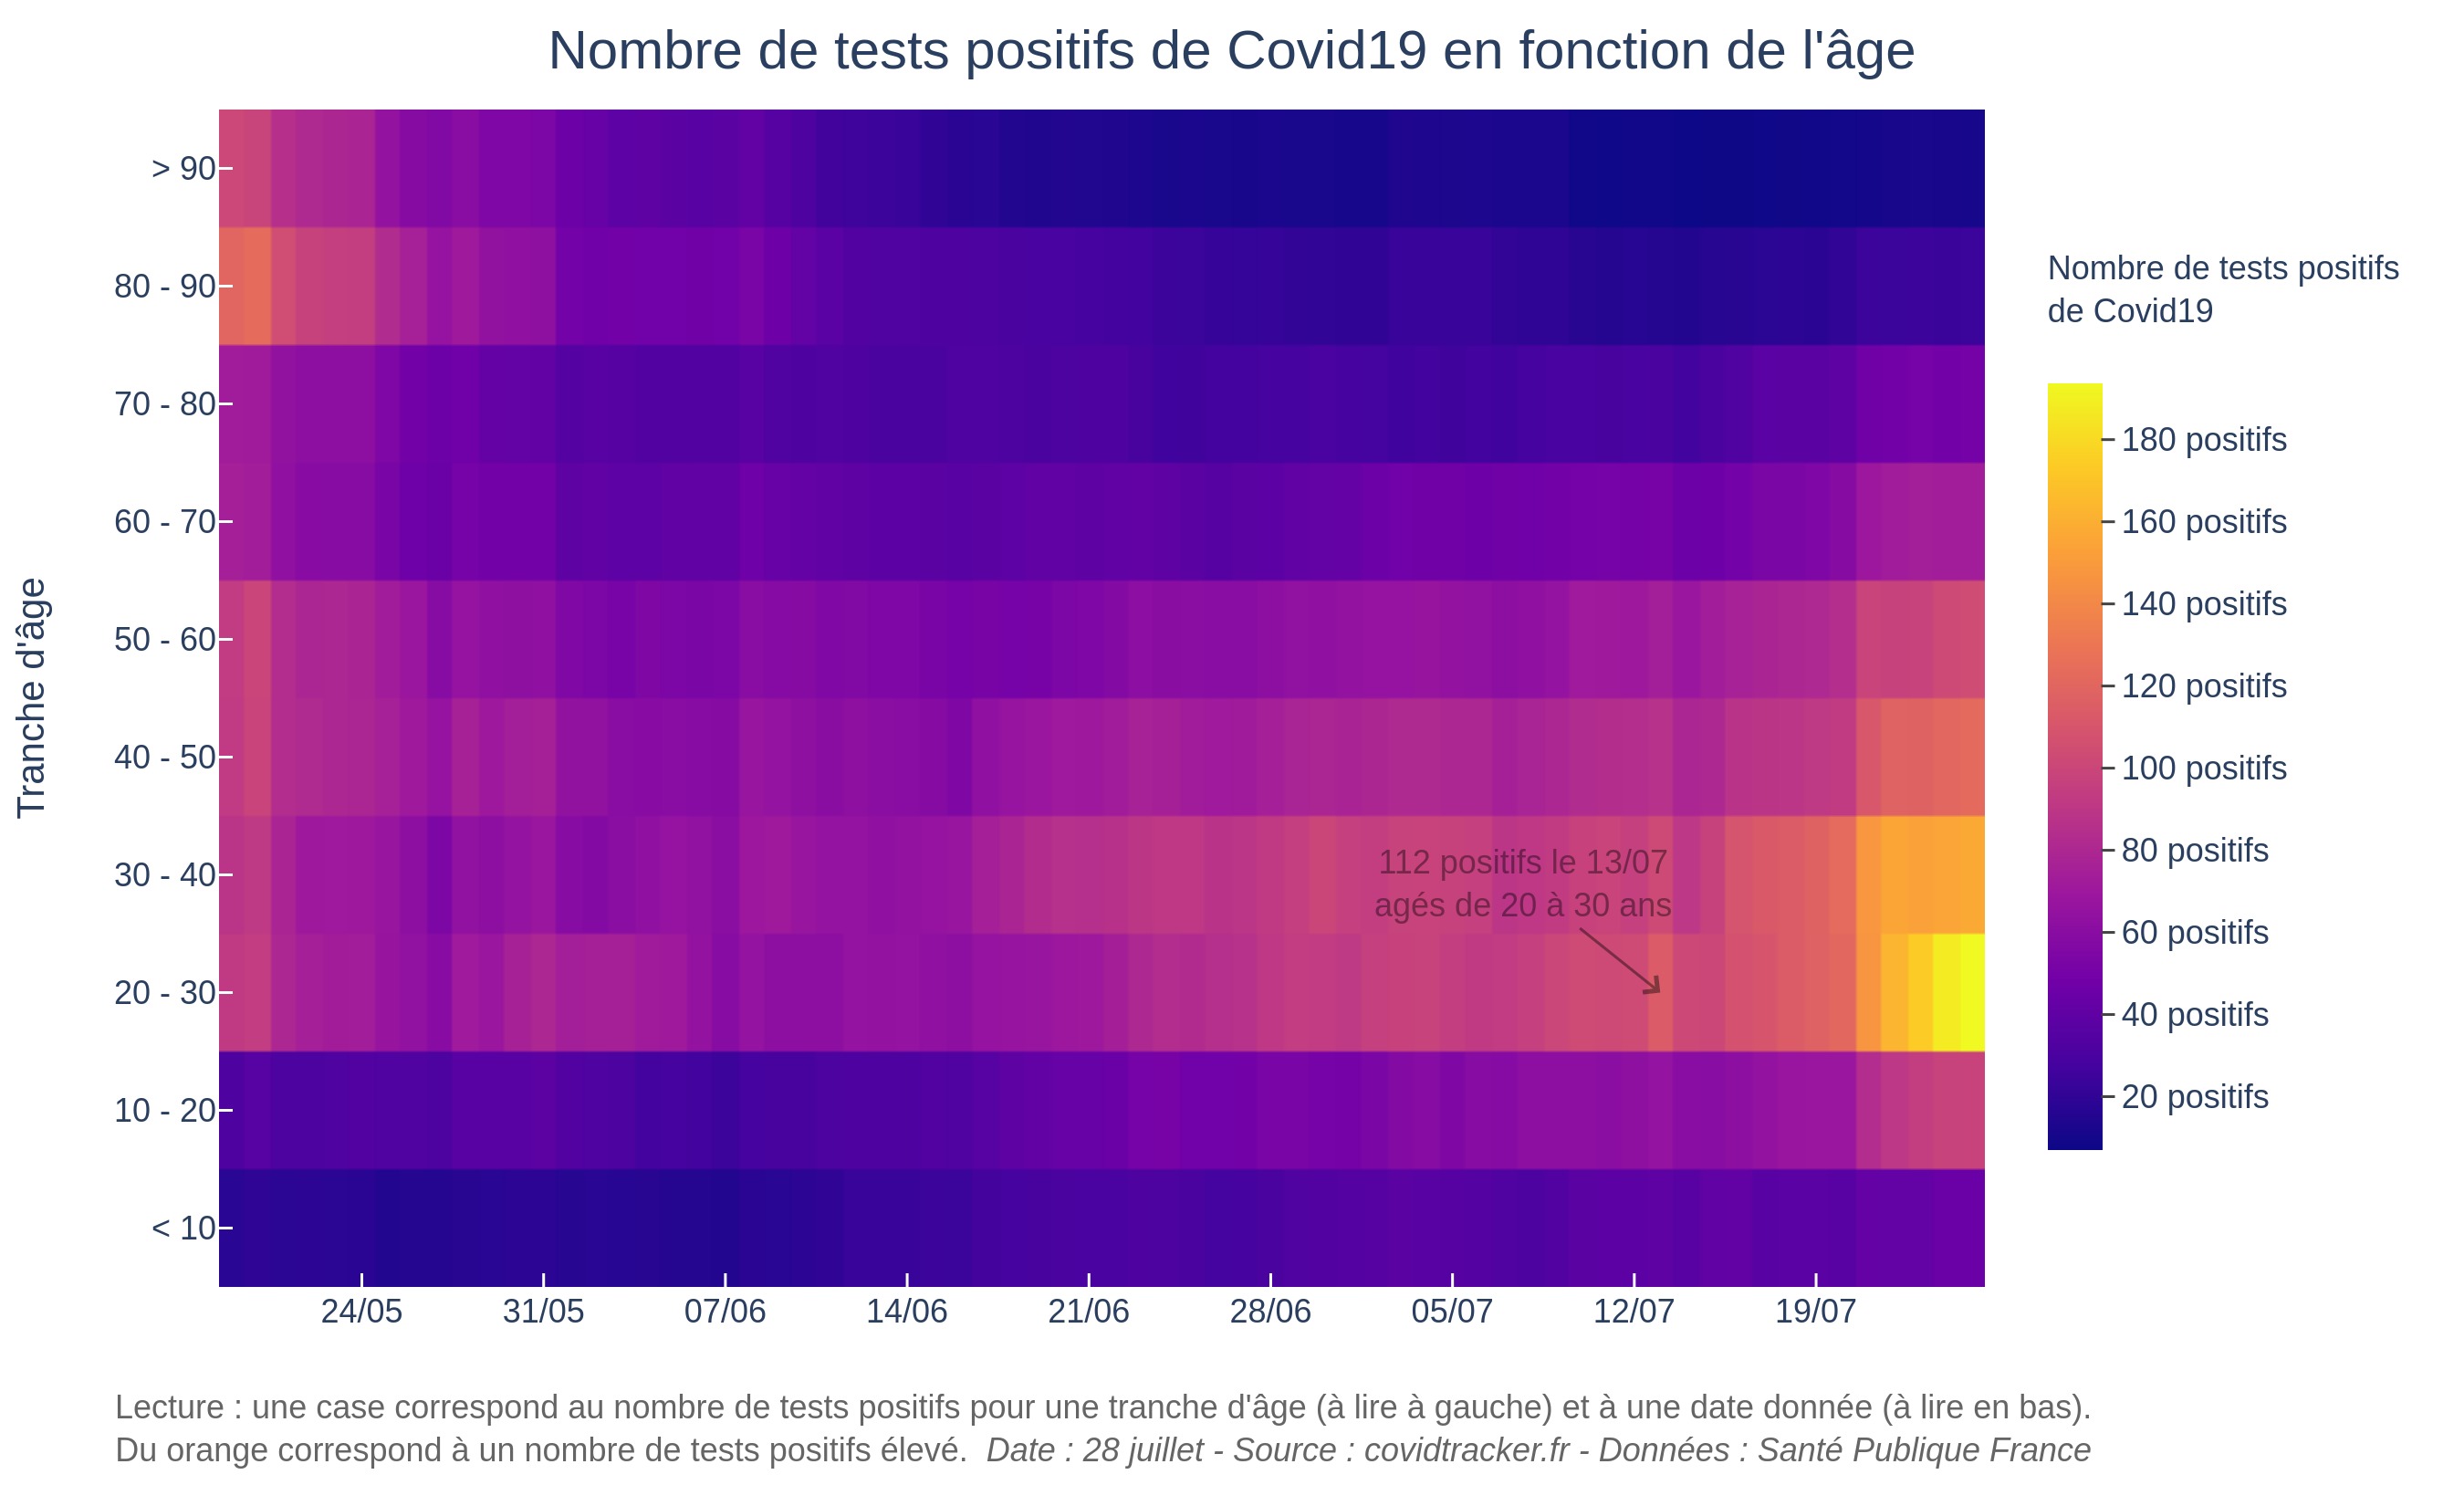 Nombre de tests positifs de Covid19 en fonction de l'âge
Tranche d'âge
> 90
80 - 90
70 - 80
60 - 70
50 - 60
40 - 50
30 - 40
20 - 30
10 - 20
< 10
112 positifs le 13/07
agés de 20 à 30 ans
24/05
31/05
07/06
14/06
21/06
28/06
05/07
12/07
19/07
Nombre de tests positifs
de Covid19
180 positifs
160 positifs
140 positifs
120 positifs
100 positifs
80 positifs
60 positifs
40 positifs
20 positifs
Lecture : une case correspond au nombre de tests positifs pour une tranche d'âge (à lire à gauche) et à une date donnée (à lire en bas).
Du orange correspond à un nombre de tests positifs élevé. Date : 28 juillet - Source : covidtracker.fr - Données : Santé Publique France